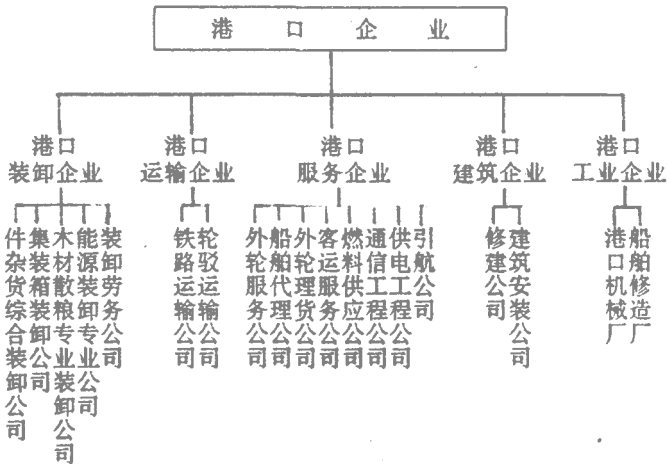 港口企业
港口
装卸企业
港口
运输企业
港口
服务企业
港口
建筑企业
港口
工业企业
件杂货综合装卸公司
集装箱装卸公司
木材散粮专业装卸公司
能源装卸专业公司
装卸劳务公司
铁路运输公司
轮驳运输公司
外轮服务公司
船舶代理公司
外轮理货公司
客运服务公司
燃料供应公司
通信工程公司
供电工程公司
引航公司
修建公司
建筑安装公司
港口机械厂
船舶修造厂